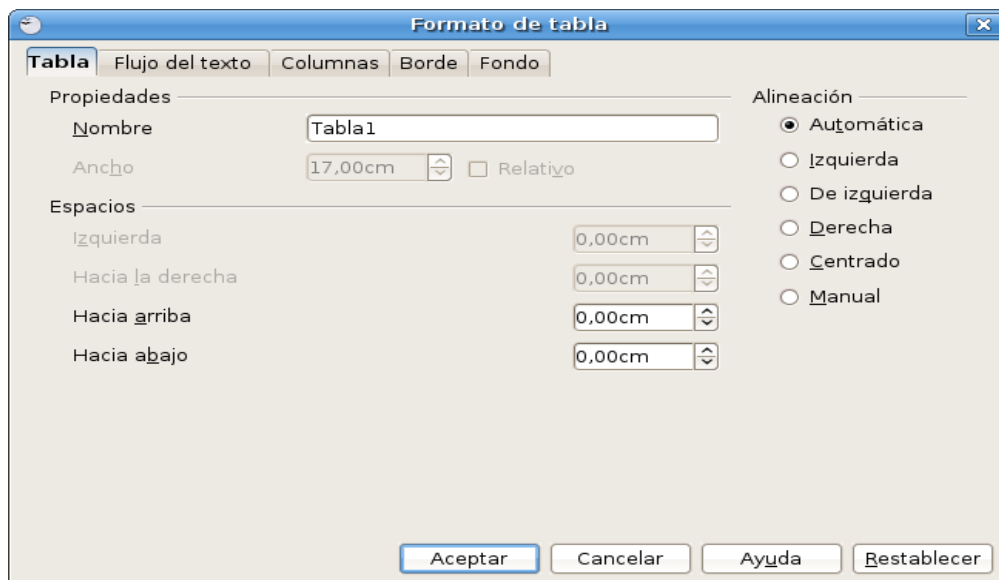 Formato de tabla
Tabla Flujo del texto Columnas Borde Fondo
Propiedades
Nombre Tabla1
Ancho 17,00cm Relativo
Espacios
Izquierda 0,00cm
Hacia la derecha 0,00cm
Hacia arriba 0,00cm
Hacia abajo 0,00cm
Alineación
Automática
Izquierda
De izquierda
Derecha
Centrado
Manual
Aceptar Cancelar Ayuda Restablecer